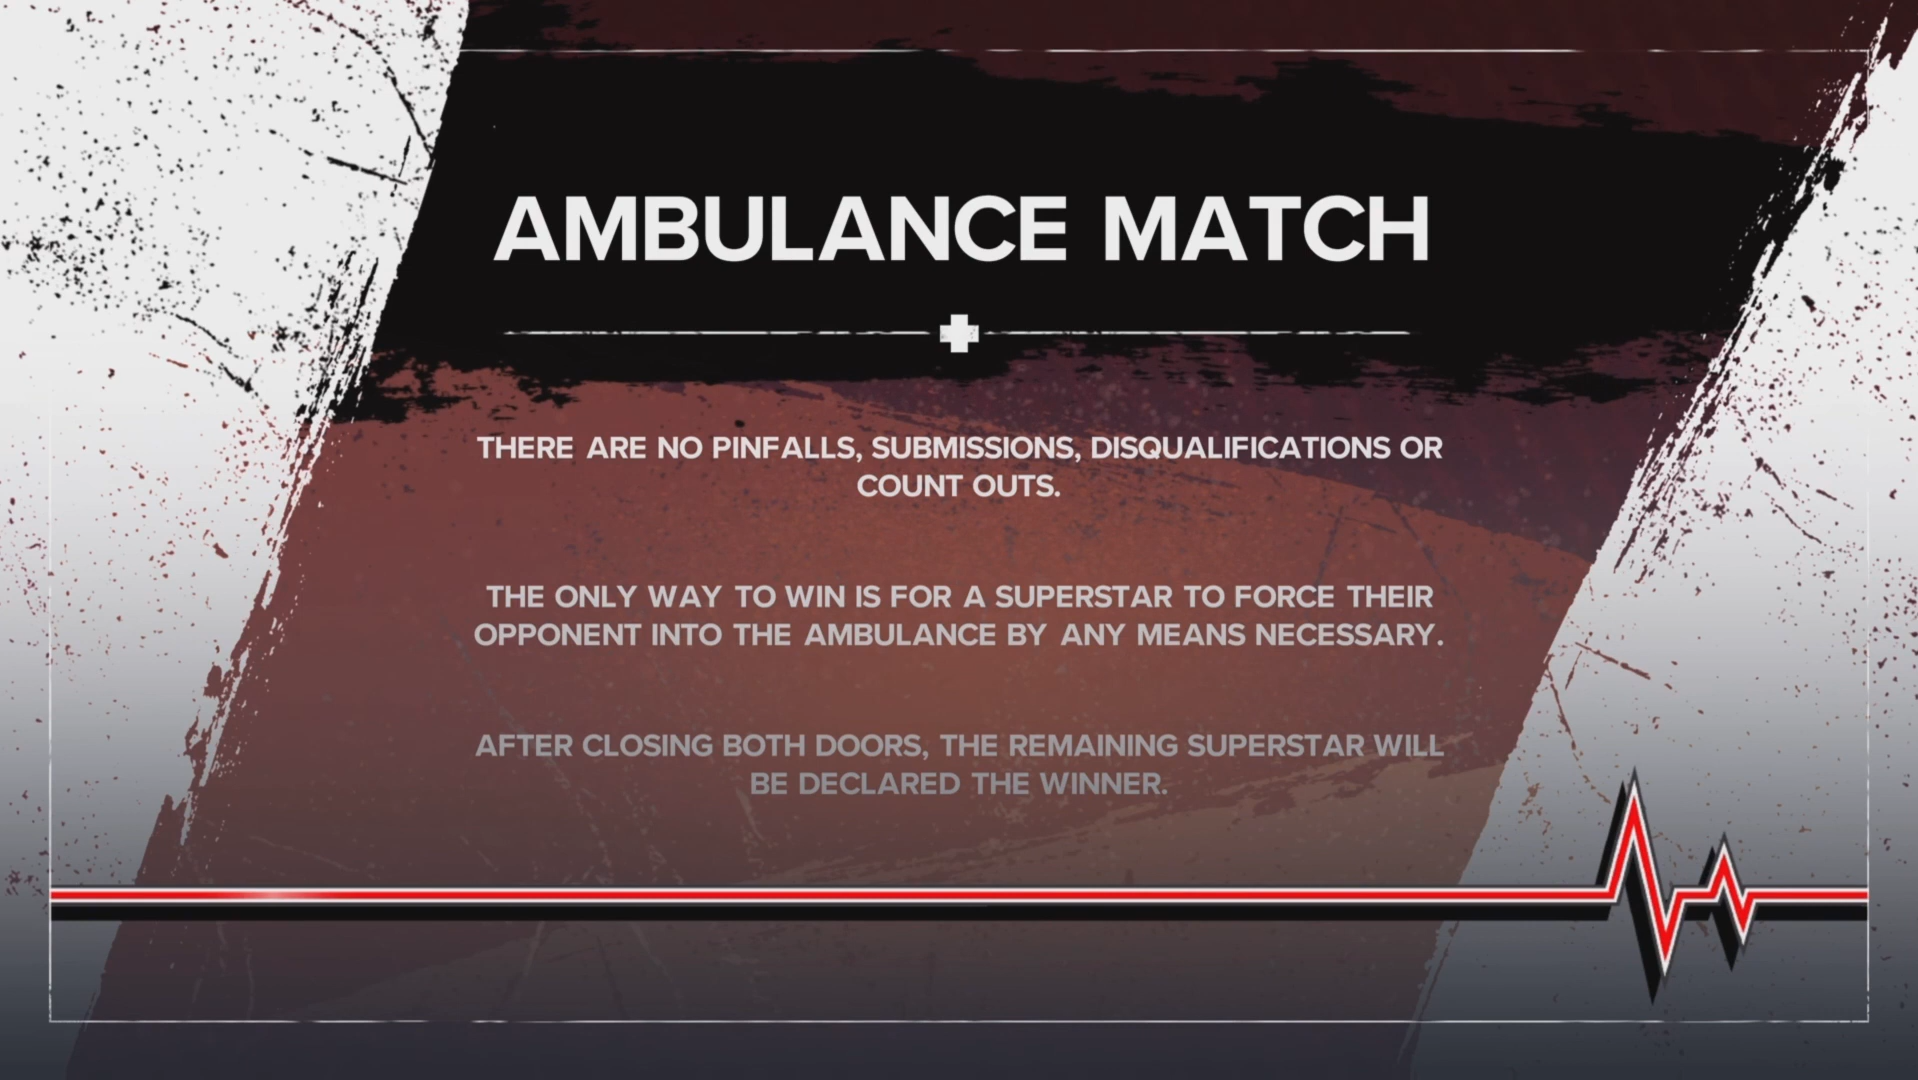 AMBULANCE MATCH
THERE ARE NO PINFALLS, SUBMISSIONS, DISQUALIFICATIONS OR
COUNT OUTS.
THE ONLY WAY TO WIN IS FOR A SUPERSTAR TO FORCE THEIR
OPPONENT INTO THE AMBULANCE BY ANY MEANS NECESSARY.
AFTER CLOSING BOTH DOORS, THE REMAINING SUPERSTAR WILL
BE DECLARED THE WINNER.